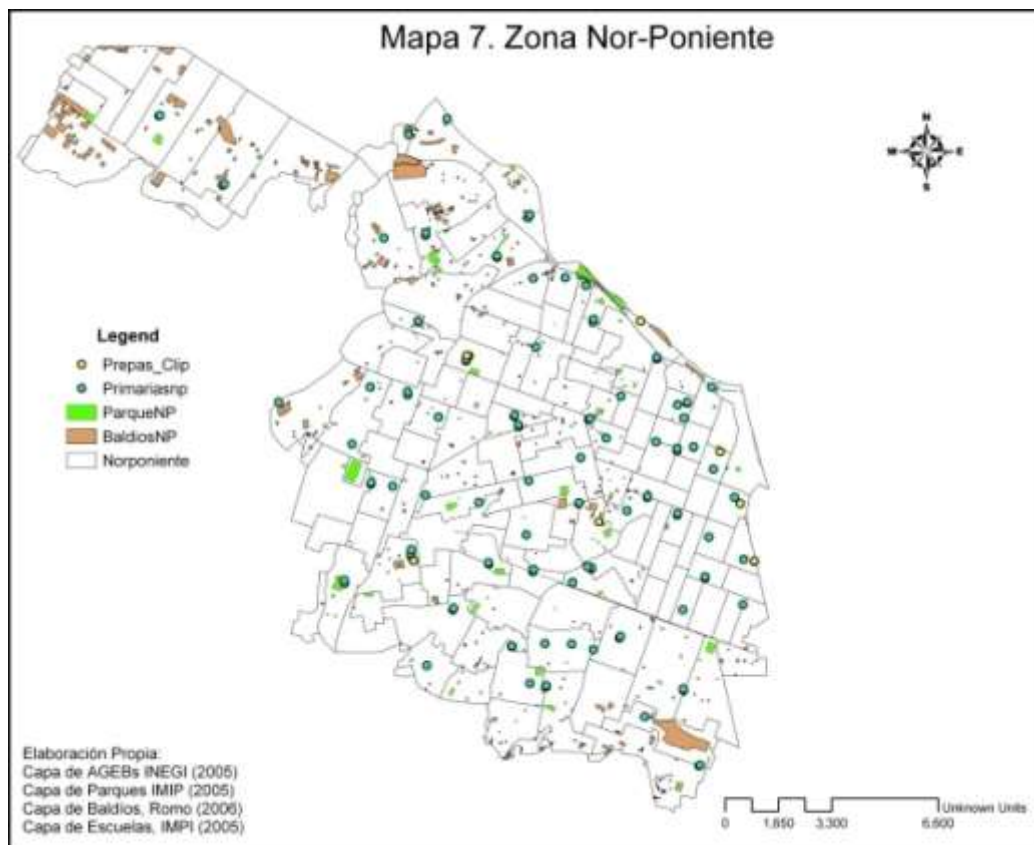 Mapa 7. Zona Nor-Poniente
N
W E
S
Legend
Prepas_Clip
Primariasnp
ParqueNP
BaldiosNP
Norponiente
Elaboración Propia:
Capa de AGEBs INEGI (2005)
Capa de Parques IMIP (2005)
Capa de Baldíos, Romo (2006)
Capa de Escuelas, IMPI (2005)
Unknown Units
0 1,650 3,300 6,600